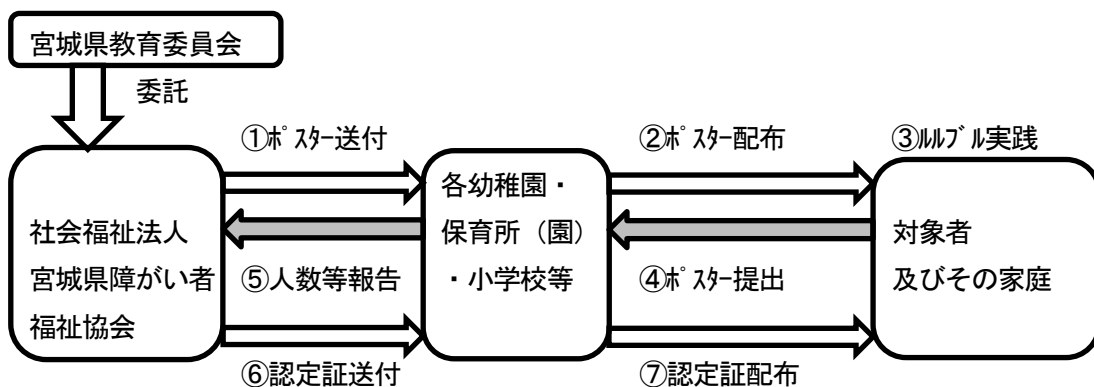 宮城県教育委員会
委託
①ﾎﾟｽﾀｰ送付
②ﾎﾟｽﾀｰ配布
③ﾙﾙﾌﾞﾙ実践
社会福祉法人
宮城県障がい者
福祉協会
各幼稚園・
保育所（園）
・小学校等
対象者
及びその家庭
⑤人数等報告
④ﾎﾟｽﾀｰ提出
⑥認定証送付
⑦認定証配布